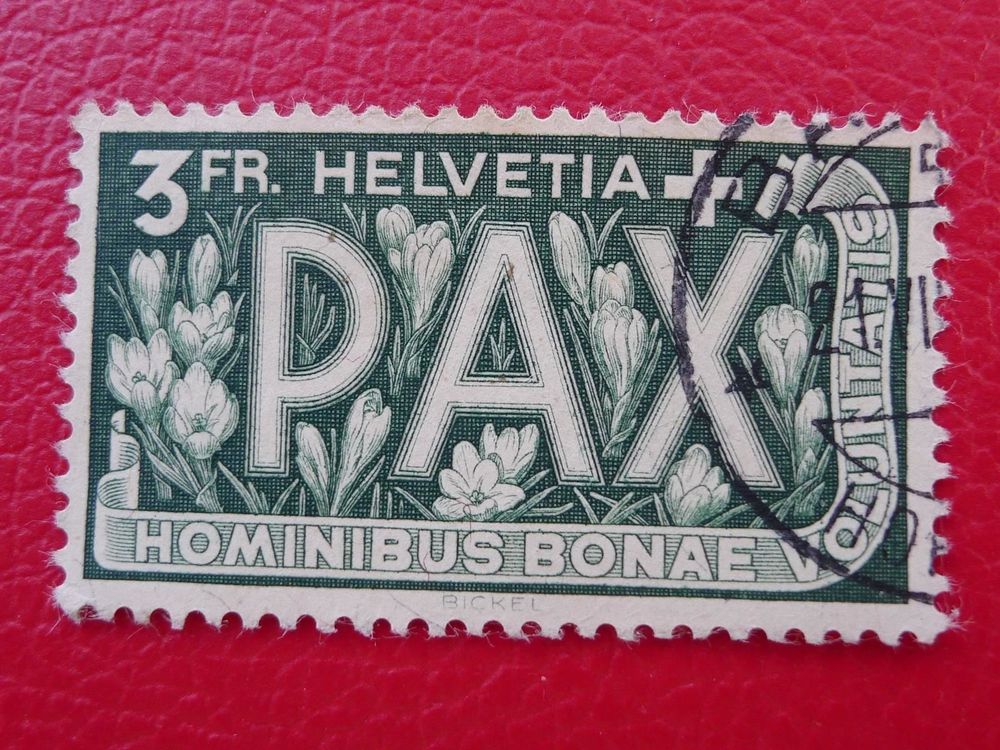 3 FR. HELVETIA
PAX
HOMINIBUS BONAE VOLUNTATIS
BICKEL